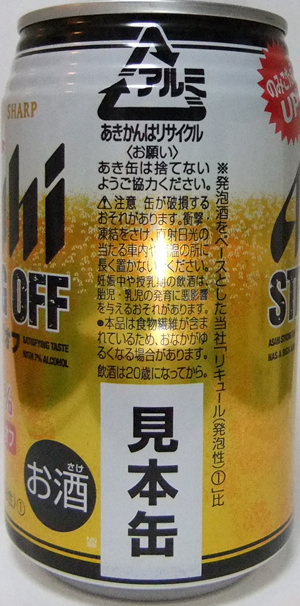 アルミ
あきかんはリサイクル
〈お願い〉
あき缶は捨てない
ようご協力ください。
⚠注意 缶が破損する
おそれがあります。衝撃・
凍結をさけ、直射日光の
当たる車内や高温の所に
長く置かないでください。
妊娠中や授乳期の飲酒は、
胎児・乳児の発育に悪影響
を与えるおそれがあります。
●本品は食物繊維が含ま
れているため、おなかがゆ
るくなる場合があります。
飲酒は20歳になってから。
※発泡酒をベースとした当社「リキュール(発泡性)①」比
見本缶
さけ
お酒
SHARP
hi
OFF
SATISFYING TASTE
WITH 7% ALCOHOL
のみごたえ
UP
ST